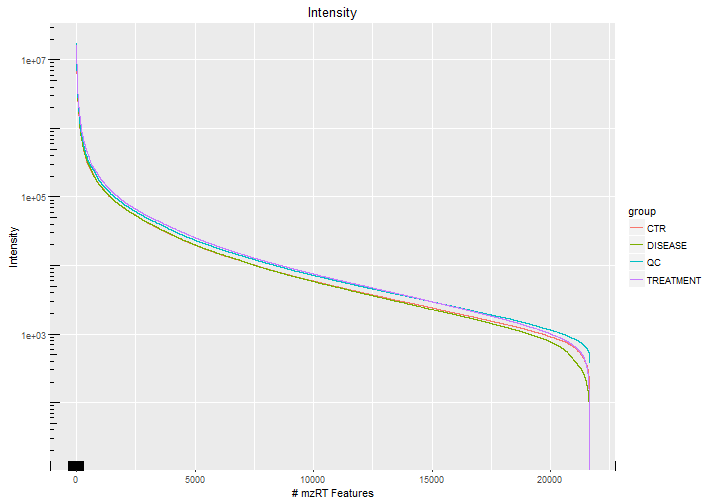 Intensity
1e+07
1e+05
1e+03
Intensity
0
5000
10000
15000
20000
# mzRT Features
group
CTR
DISEASE
QC
TREATMENT